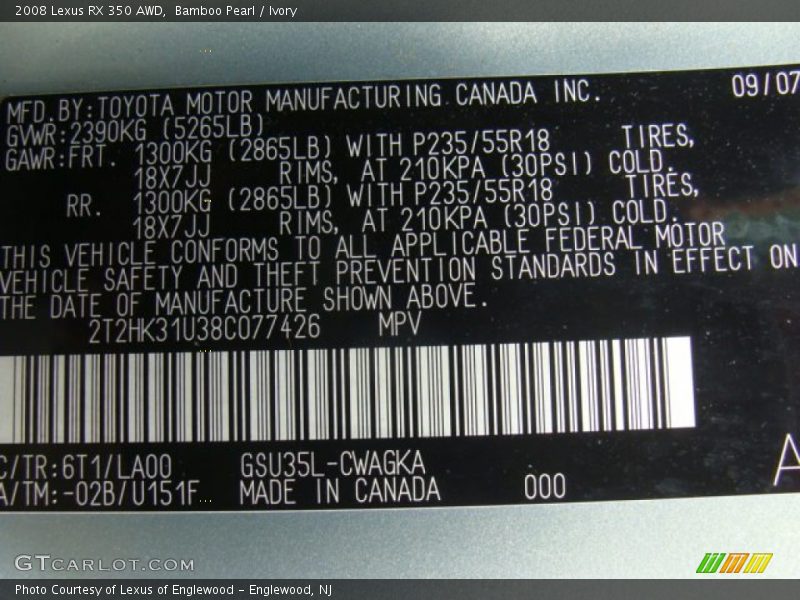 2008 Lexus RX 350 AWD, Bamboo Pearl / Ivory
MFD.BY:TOYOTA MOTOR MANUFACTURING CANADA INC. 09/07
GVWR:2390KG (5265LB)
GAWR:FRT. 1300KG (2865LB) WITH P235/55R18 TIRES,
18X7JJ RIMS, AT 210KPA (30PSI) COLD.
RR. 1300KG (2865LB) WITH P235/55R18 TIRES,
18X7JJ RIMS, AT 210KPA (30PSI) COLD.
THIS VEHICLE CONFORMS TO ALL APPLICABLE FEDERAL MOTOR
VEHICLE SAFETY AND THEFT PREVENTION STANDARDS IN EFFECT ON
THE DATE OF MANUFACTURE SHOWN ABOVE.
2T2HK31U38C077426 MPV
C/TR:6T1/LA00 GSU35L-CWAGKA
A/TM:-02B/U151F MADE IN CANADA 000 A
GTCARLOT.COM
Photo Courtesy of Lexus of Englewood - Englewood, NJ